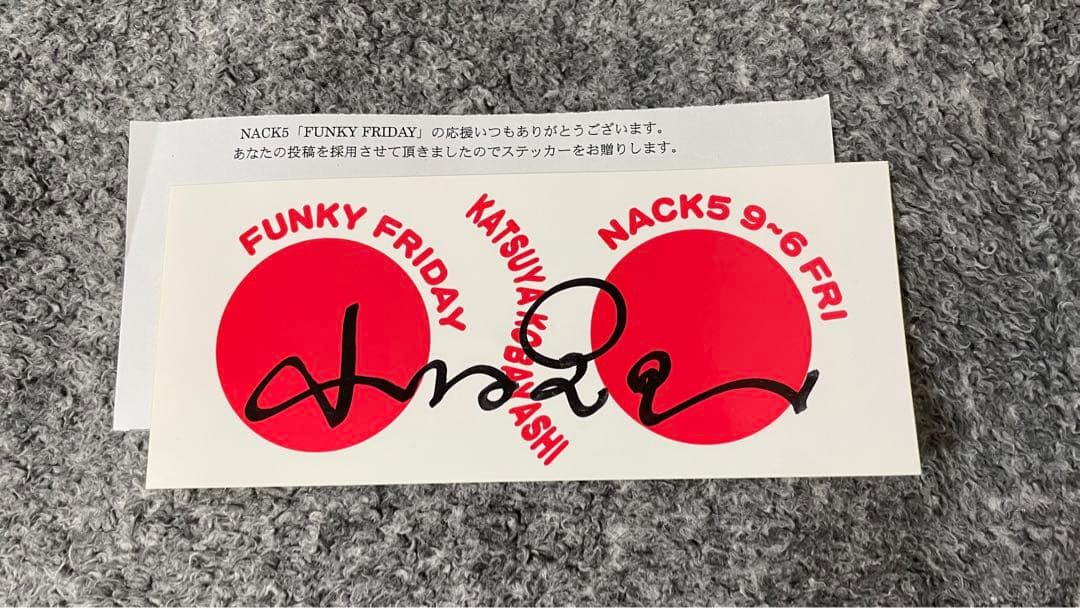 NACK5「FUNKY FRIDAY」の応援いつもありがとうございます。
あなたの投稿を採用させて頂きましたのでステッカーをお贈りします。
FUNKY FRIDAY
KATSUYA KOBAYASHI
NACK5 9~6 FRI